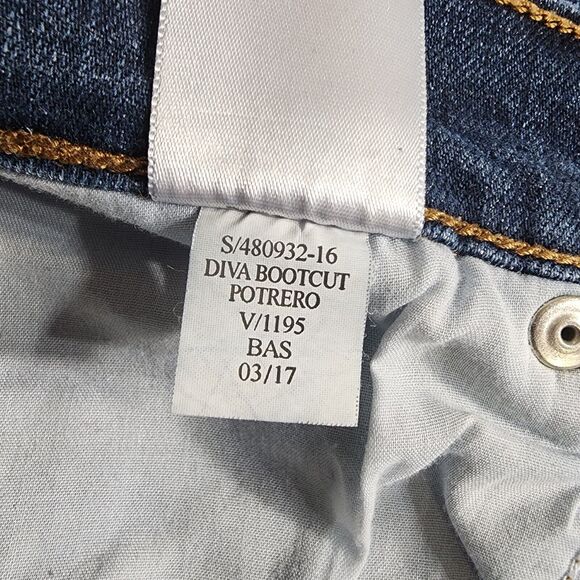 S/480932-16
DIVA BOOTCUT
POTRERO
V/1195
BAS
03/17